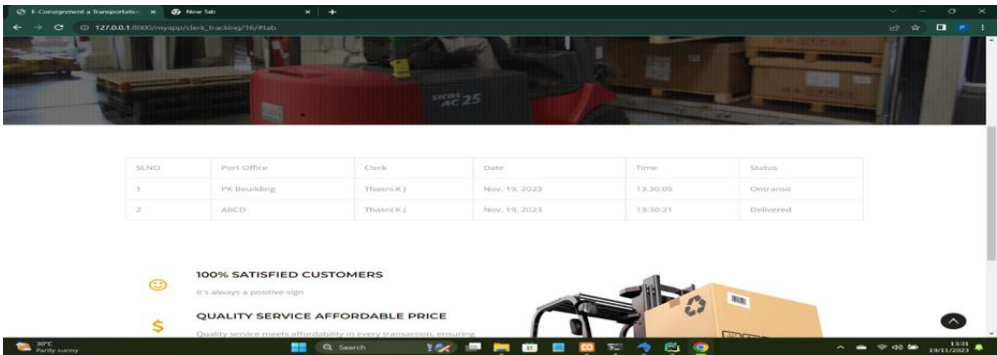 E-Consignment a Transportatio
New Tab
127.0.0.1:8000/myapp/clerk_tracking/16/#tab
AC 25
SLNO Port Office Clerk Date Time Status
1 PK Beuilding Thasni.K J Nov. 19, 2023 13:30:05 Ontransit
2 ABCD Thasni.K J Nov. 19, 2023 13:30:21 Delivered
100% SATISFIED CUSTOMERS
It's always a positive sign
QUALITY SERVICE AFFORDABLE PRICE
Quality service meets affordability in every transaction, ensuring
30°C
Partly sunny
Search
13:31
19/11/2023